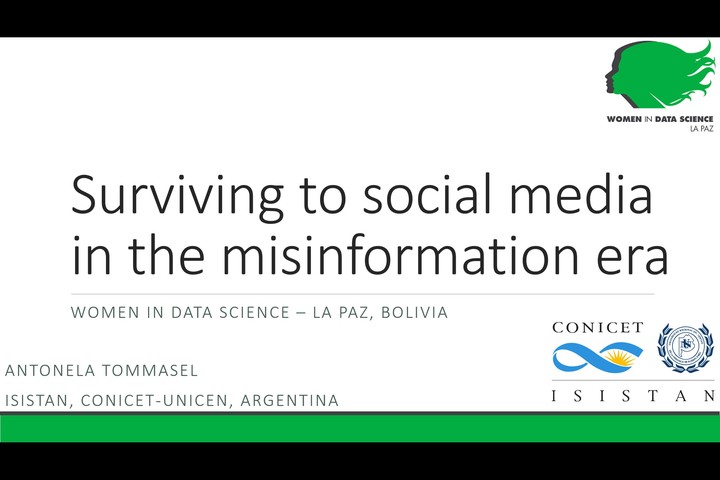 WOMEN IN DATA SCIENCE
LA PAZ
Surviving to social media
in the misinformation era
WOMEN IN DATA SCIENCE – LA PAZ, BOLIVIA
CONICET
ANTONELA TOMMASEL
ISISTAN, CONICET-UNICEN, ARGENTINA
I S I S T A N